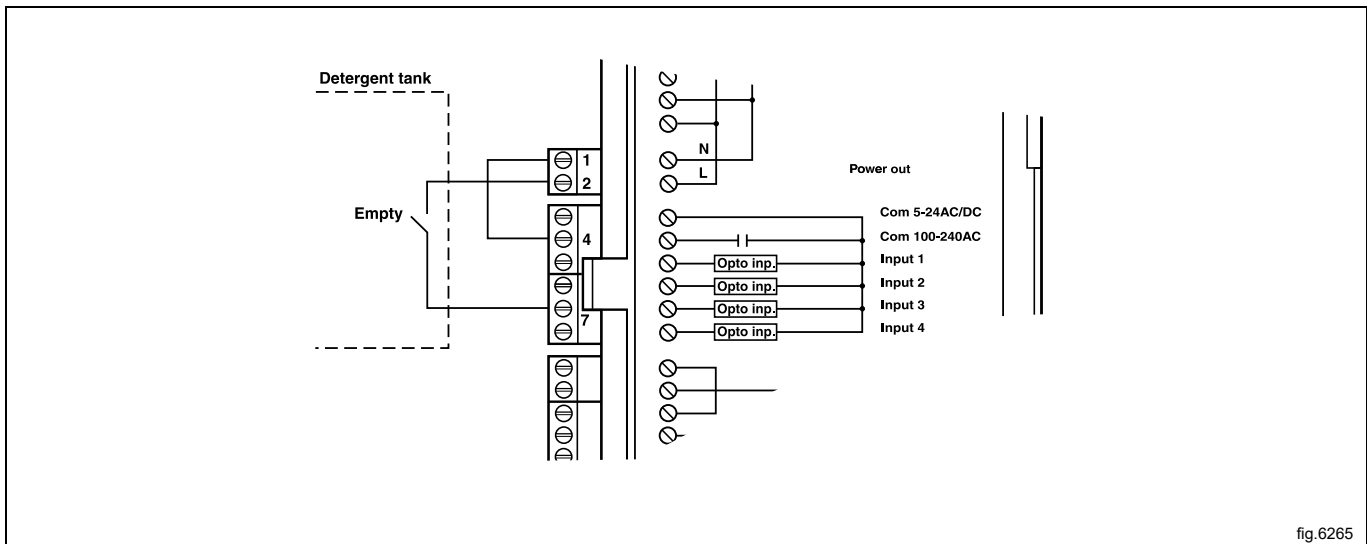 Detergent tank
Empty
1
2
4
7
N
L
Power out
Com 5-24AC/DC
Com 100-240AC
Opto inp. Input 1
Opto inp. Input 2
Opto inp. Input 3
Opto inp. Input 4
fig.6265